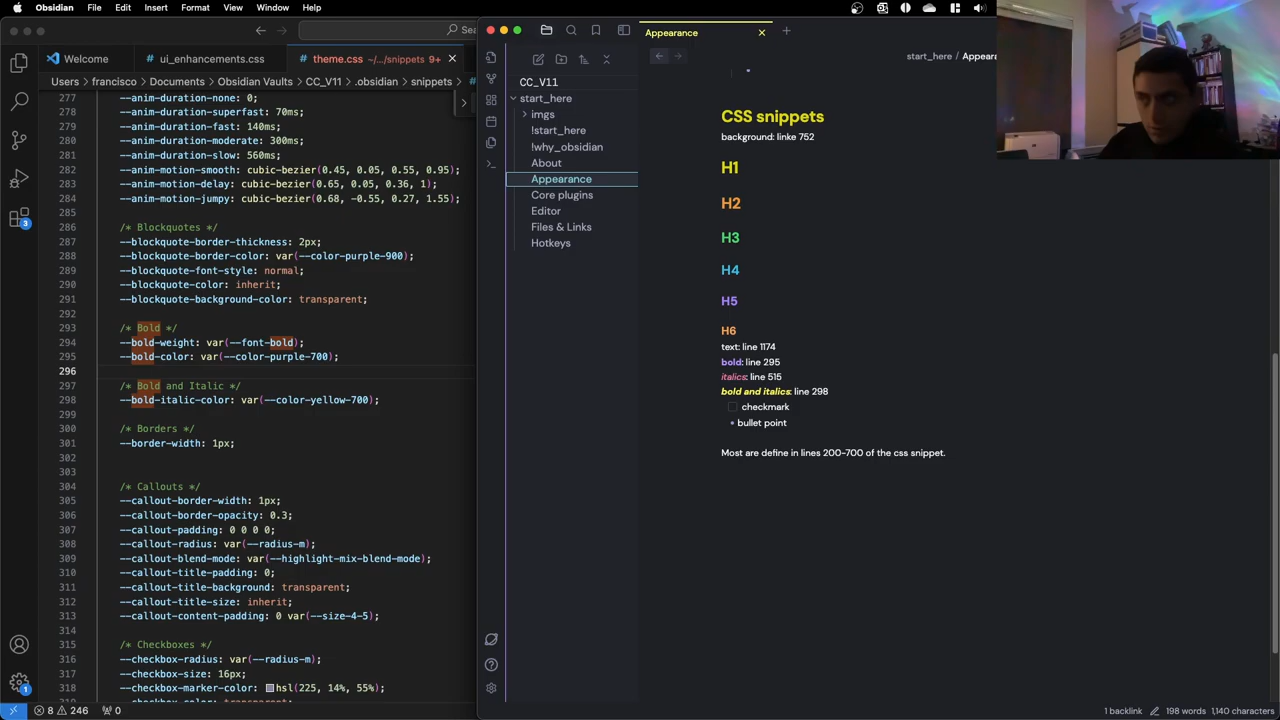 Obsidian File Edit Insert Format View Window Help
Sea
Welcome
ui_enhancements.css
theme.css ~/.../snippets 9+
Users francisco Documents Obsidian Vaults CC_V11 .obsidian snippets
277 --anim-duration-none: 0;
278 --anim-duration-superfast: 70ms;
279 --anim-duration-fast: 140ms;
280 --anim-duration-moderate: 300ms;
281 --anim-duration-slow: 560ms;
282 --anim-motion-smooth: cubic-bezier(0.45, 0.05, 0.55, 0.95);
283 --anim-motion-delay: cubic-bezier(0.65, 0.05, 0.36, 1);
284 --anim-motion-jumpy: cubic-bezier(0.68, -0.55, 0.27, 1.55);
285
286 /* Blockquotes */
287 --blockquote-border-thickness: 2px;
288 --blockquote-border-color: var(--color-purple-900);
289 --blockquote-font-style: normal;
290 --blockquote-color: inherit;
291 --blockquote-background-color: transparent;
292
293 /* Bold */
294 --bold-weight: var(--font-bold);
295 --bold-color: var(--color-purple-700);
296
297 /* Bold and Italic */
298 --bold-italic-color: var(--color-yellow-700);
299
300 /* Borders */
301 --border-width: 1px;
302
303
304 /* Callouts */
305 --callout-border-width: 1px;
306 --callout-border-opacity: 0.3;
307 --callout-padding: 0 0 0 0;
308 --callout-radius: var(--radius-m);
309 --callout-blend-mode: var(--highlight-mix-blend-mode);
310 --callout-title-padding: 0;
311 --callout-title-background: transparent;
312 --callout-title-size: inherit;
313 --callout-content-padding: 0 var(--size-4-5);
314
315 /* Checkboxes */
316 --checkbox-radius: var(--radius-m);
317 --checkbox-size: 16px;
318 --checkbox-marker-color: hsl(225, 14%, 55%);
3
1
8 246 0
CC_V11
start_here
imgs
!start_here
!why_obsidian
About
Appearance
Core plugins
Editor
Files & Links
Hotkeys
Appearance
start_here / Appeara
CSS snippets
background: linke 752
H1
H2
H3
H4
H5
H6
text: line 1174
bold: line 295
italics: line 515
bold and italics: line 298
checkmark
bullet point
Most are define in lines 200-700 of the css snippet.
1 backlink 198 words 1,140 characters